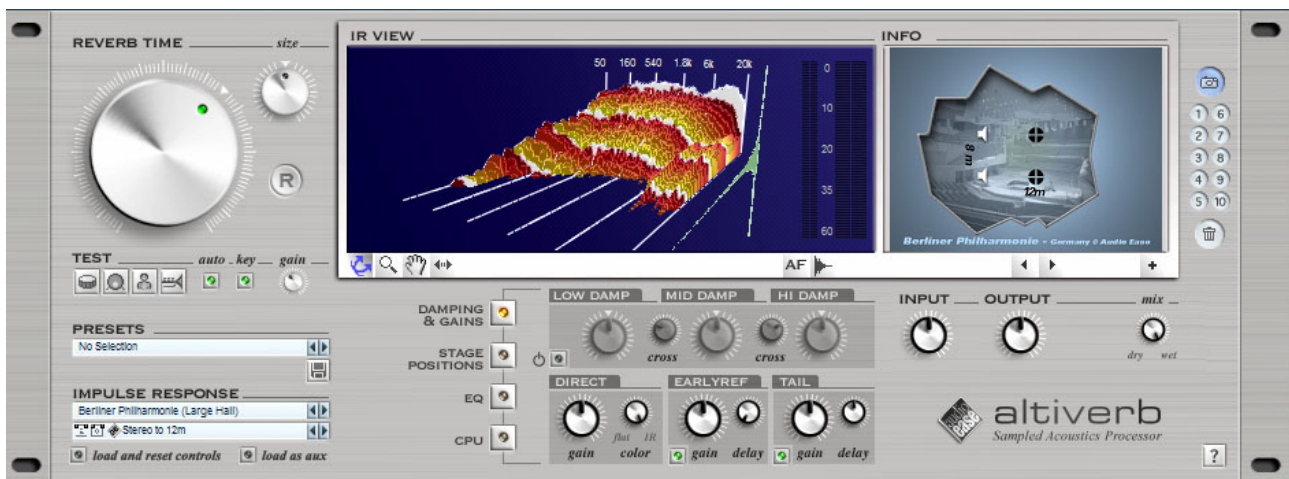 REVERB TIME
size
IR VIEW
INFO
50 160 540 1.8k 6k 20k
0
10
20
35
60
8 m
12m
Berliner Philharmonie - Germany © Audio Ease
1 6
2 7
3 8
4 9
5 10
R
TEST auto key gain
AF
PRESETS
No Selection
IMPULSE RESPONSE
Berliner Philharmonie (Large Hall)
Stereo to 12m
load and reset controls load as aux
DAMPING
& GAINS
STAGE
POSITIONS
EQ
CPU
LOW DAMP MID DAMP HI DAMP
cross cross
DIRECT EARLYREF TAIL
flat IR
gain color gain delay gain delay
INPUT OUTPUT mix
dry wet
audio
ease
altiverb
Sampled Acoustics Processor
?